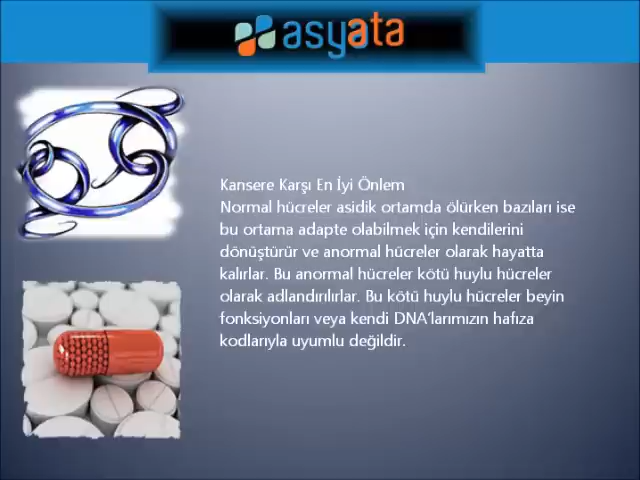 asyata
Kansere Karşı En İyi Önlem
Normal hücreler asidik ortamda ölürken bazıları ise
bu ortama adapte olabilmek için kendilerini
dönüştürür ve anormal hücreler olarak hayatta
kalırlar. Bu anormal hücreler kötü huylu hücreler
olarak adlandırılırlar. Bu kötü huylu hücreler beyin
fonksiyonları veya kendi DNA'larımızın hafıza
kodlarıyla uyumlu değildir.